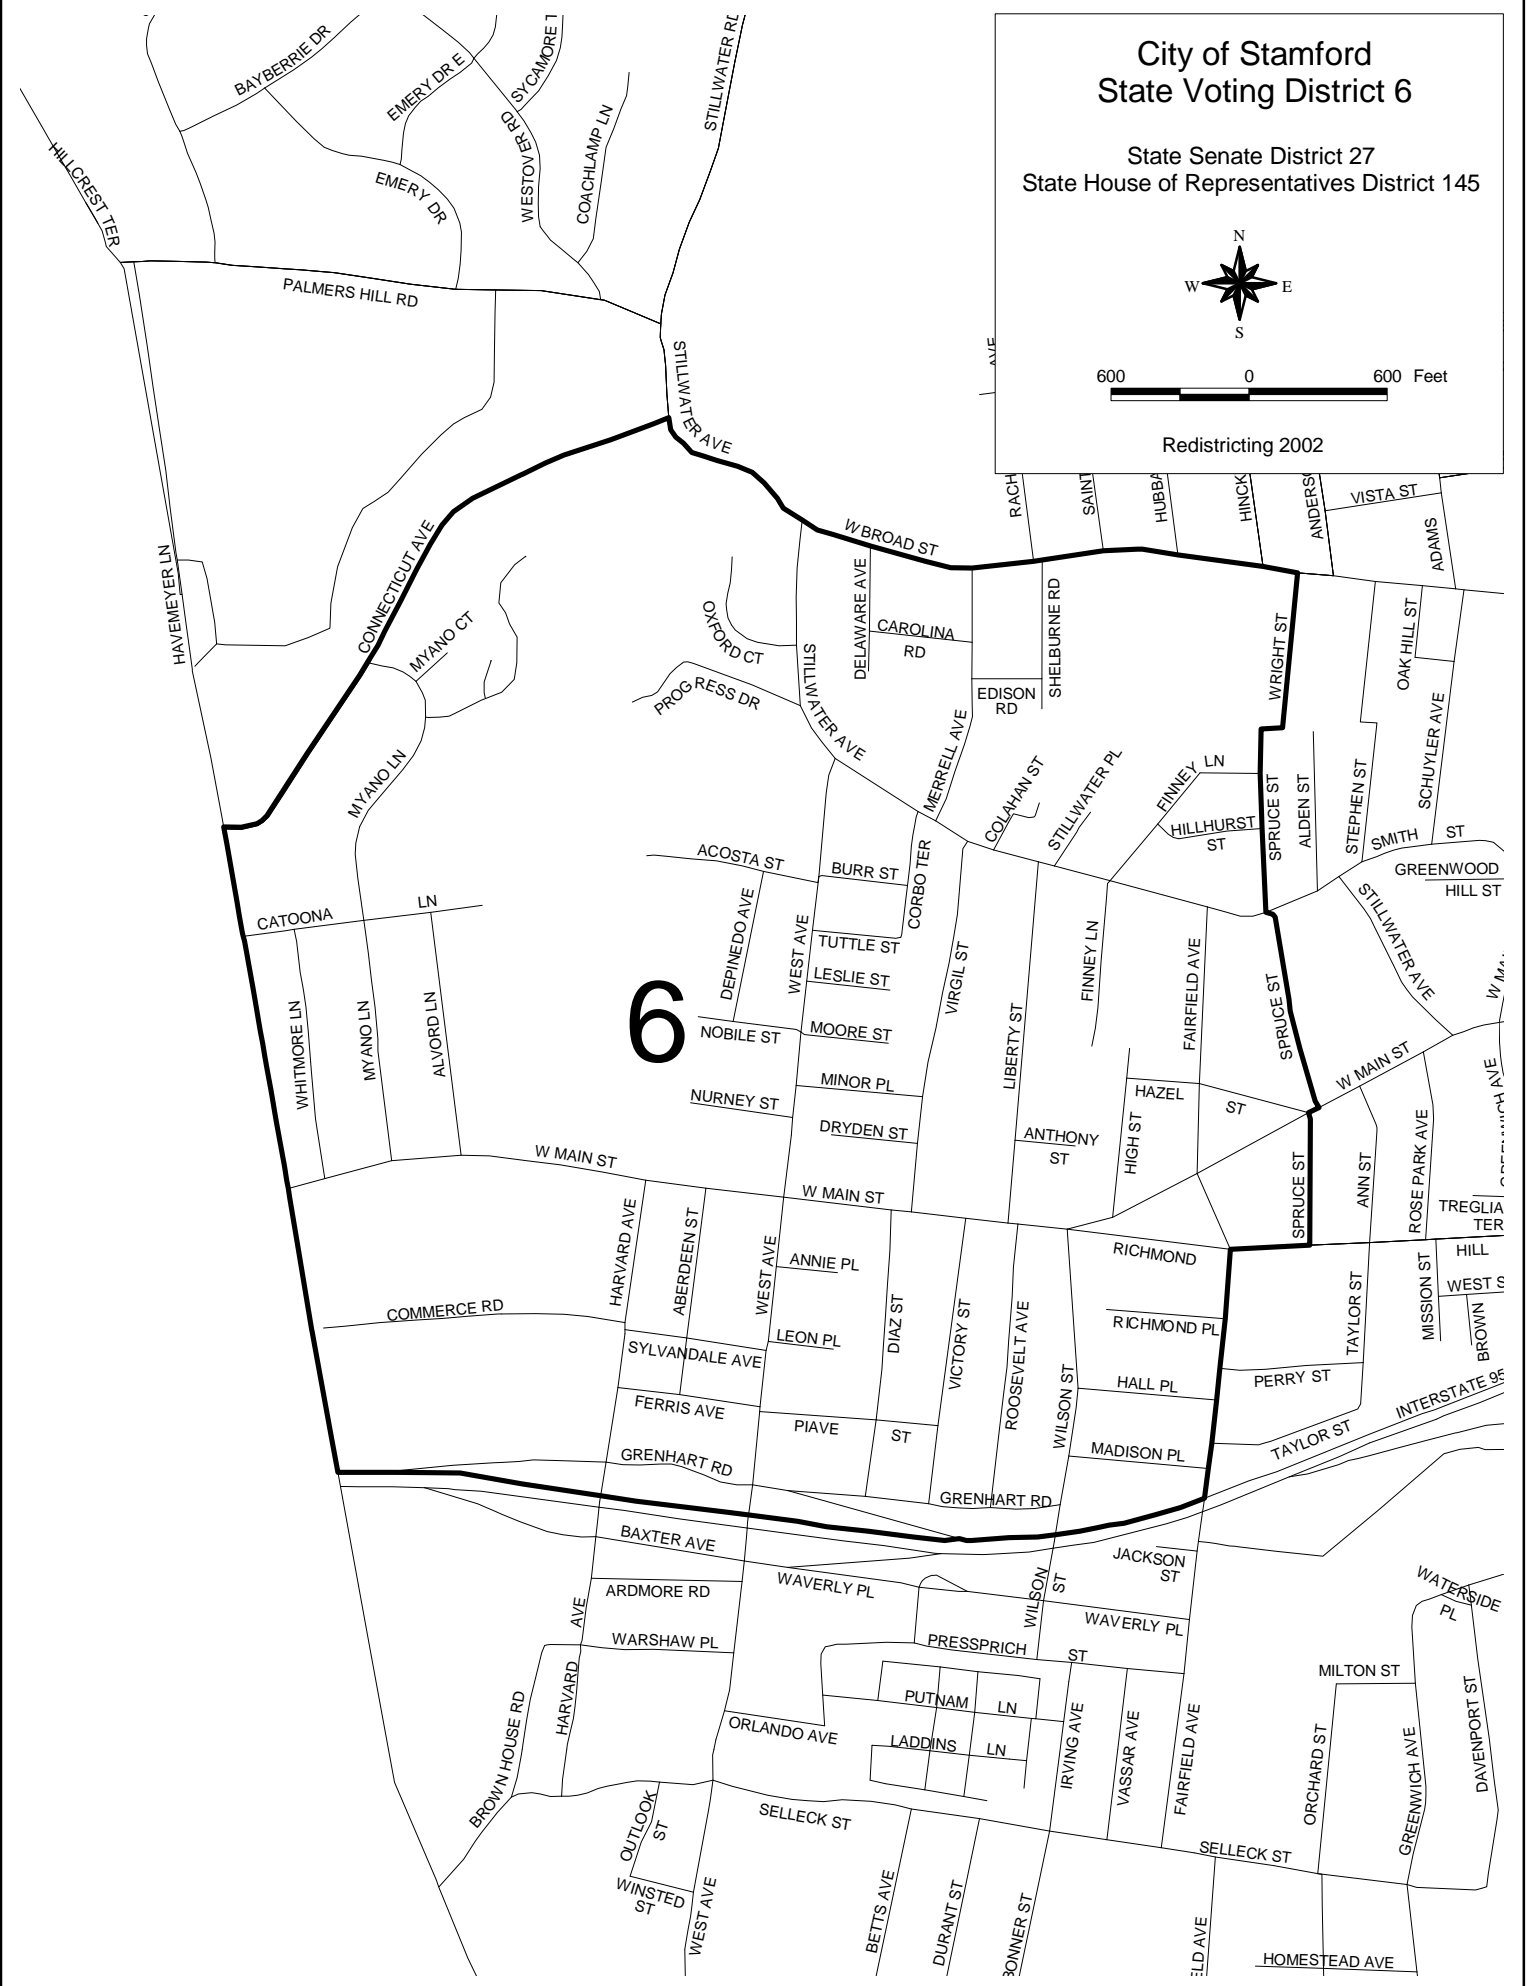 City of Stamford
State Voting District 6
State Senate District 27
State House of Representatives District 145
N
W
E
S
600
0
600 Feet
Redistricting 2002
BAYBERRIE DR
EMERY DR E
SYCAMORE
STILLWATER RD
HILLCREST TER
WESTOVER RD
COACHLAMP LN
EMERY DR
PALMERS HILL RD
AVE
STILLWATER AVE
VISTA ST
ADAMS
W BROAD ST
HAVEMEYER LN
CONNECTICUT AVE
MYANO CT
OXFORD CT
DELAWARE AVE
CAROLINA
RD
SHELBURNE RD
WRIGHT ST
OAK HILL ST
PROGRESS DR
EDISON
RD
STILLWATER AVE
MERRELL AVE
SCHUYLER AVE
MYANO LN
COLAHAN ST
STILLWATER PL
FINNEY LN
HILLHURST
ST
SPRUCE ST
ALDEN ST
STEPHEN ST
SMITH ST
GREENWOOD
HILL ST
ACOSTA ST
BURR ST
CORBO TER
CATOONA LN
DEPINEDO AVE
WEST AVE
TUTTLE ST
LESLIE ST
VIRGIL ST
FINNEY LN
FAIRFIELD AVE
STILLWATER AVE
6
NOBILE ST
MOORE ST
LIBERTY ST
SPRUCE ST
W MAIN ST
WHITMORE LN
MYANO LN
ALVORD LN
MINOR PL
NURNEY ST
DRYDEN ST
HAZEL ST
ANTHONY
ST
HIGH ST
ROSE PARK AVE
W MAIN ST
W MAIN ST
SPRUCE ST
ANN ST
TREGLIA
TER
HARVARD AVE
ABERDEEN ST
WEST AVE
ANNIE PL
RICHMOND
HILL
COMMERCE RD
DIAZ ST
VICTORY ST
ROOSEVELT AVE
RICHMOND PL
TAYLOR ST
MISSION ST
WEST S
BROWN
LEON PL
SYLVANDALE AVE
WILSON ST
HALL PL
PERRY ST
FERRIS AVE
PIAVE ST
INTERSTATE 95
MADISON PL
TAYLOR ST
GRENHART RD
GRENHART RD
BAXTER AVE
JACKSON
ST
ARDMORE RD
WAVERLY PL
WILSON ST
WAVERLY PL
WATERSIDE
PL
WARSHAW PL
PRESSPRICH ST
HARVARD AVE
MILTON ST
BROWN HOUSE RD
PUTNAM LN
ORLANDO AVE
LADDINS LN
IRVING AVE
VASSAR AVE
FAIRFIELD AVE
ORCHARD ST
GREENWICH AVE
DAVENPORT ST
OUTLOOK
ST
SELLECK ST
SELLECK ST
WINSTED
ST
WEST AVE
BETTS AVE
DURANT ST
BONNER ST
ELD AVE
HOMESTEAD AVE